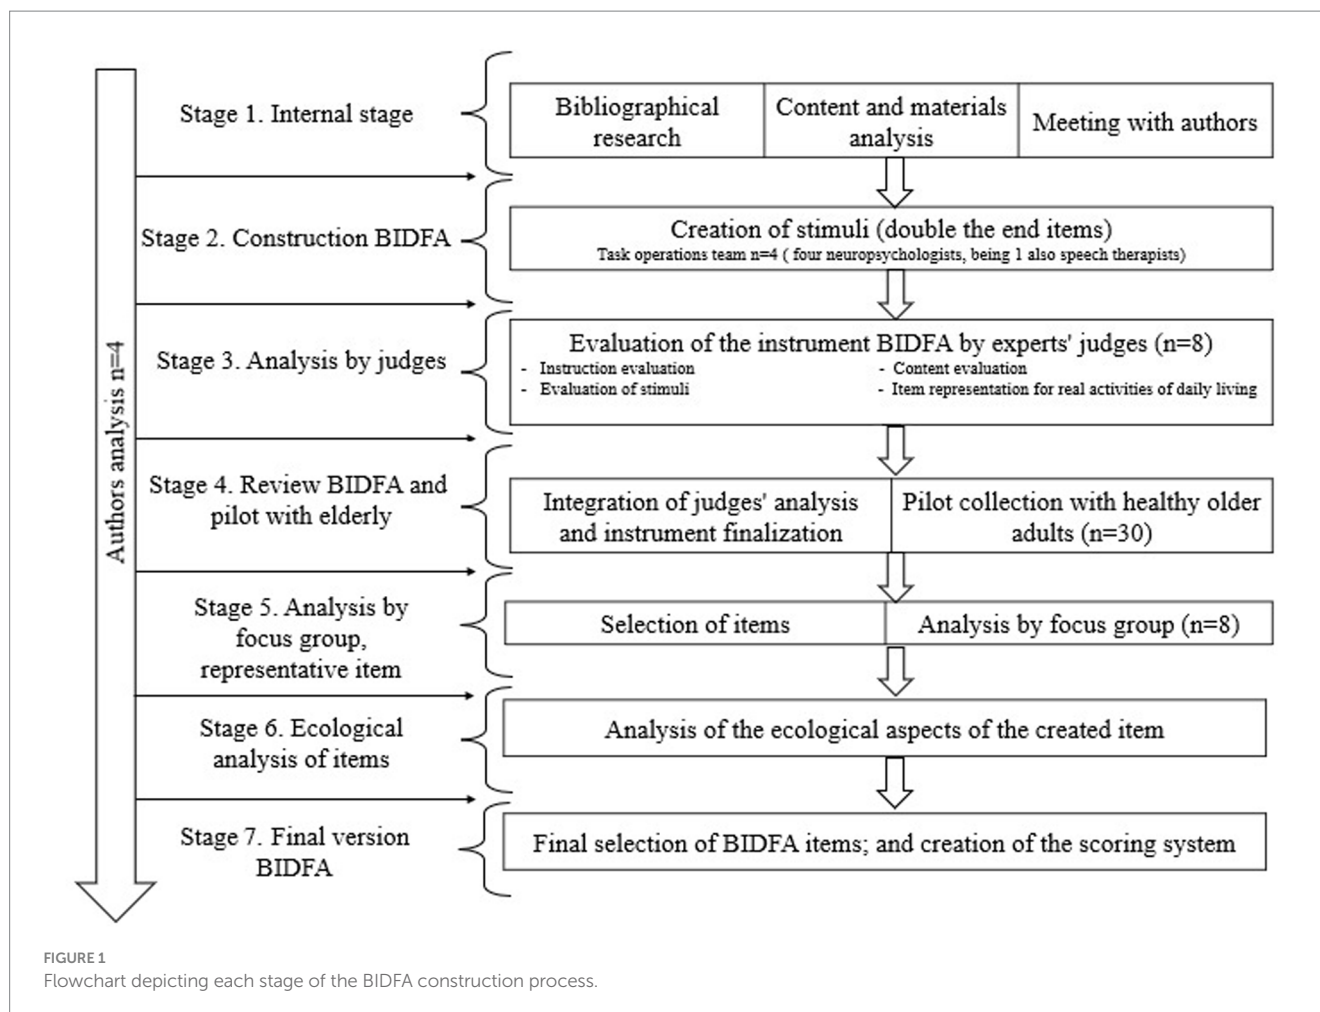 Authors analysis n=4
Stage 1. Internal stage
Bibliographical
research
Content and materials
analysis
Meeting with authors
Stage 2. Construction BIDFA
Creation of stimuli (double the end items)
Task operations team n=4 ( four neuropsychologists, being 1 also speech therapists)
Stage 3. Analysis by judges
Evaluation of the instrument BIDFA by experts' judges (n=8)
- Instruction evaluation
- Evaluation of stimuli
- Content evaluation
- Item representation for real activities of daily living
Stage 4. Review BIDFA and
pilot with elderly
Integration of judges' analysis
and instrument finalization
Pilot collection with healthy older
adults (n=30)
Stage 5. Analysis by
focus group,
representative item
Selection of items
Analysis by focus group (n=8)
Stage 6. Ecological
analysis of items
Analysis of the ecological aspects of the created item
Stage 7. Final version
BIDFA
Final selection of BIDFA items; and creation of the scoring system
FIGURE 1
Flowchart depicting each stage of the BIDFA construction process.